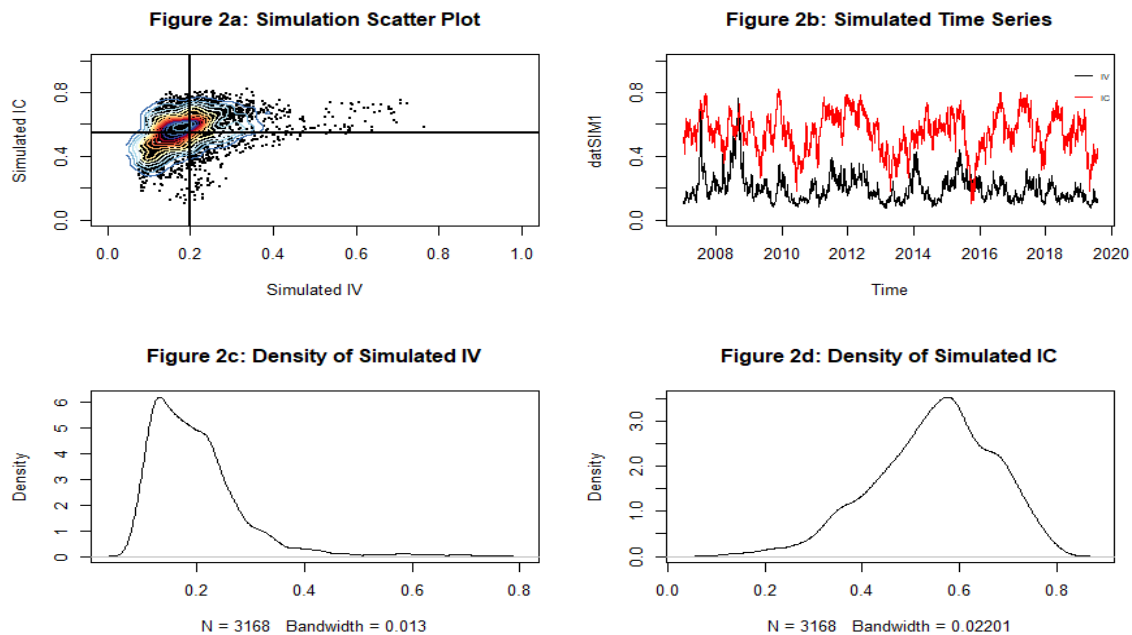 Figure 2a: Simulation Scatter Plot
Simulated IC
0.0 0.4 0.8
0.0 0.2 0.4 0.6 0.8 1.0
Simulated IV
Figure 2b: Simulated Time Series
datSIM1
0.0 0.4 0.8
IV
IC
2008 2010 2012 2014 2016 2018 2020
Time
Figure 2c: Density of Simulated IV
Density
0 1 2 3 4 5 6
0.2 0.4 0.6 0.8
N = 3168 Bandwidth = 0.013
Figure 2d: Density of Simulated IC
Density
0.0 1.0 2.0 3.0
0.0 0.2 0.4 0.6 0.8
N = 3168 Bandwidth = 0.02201